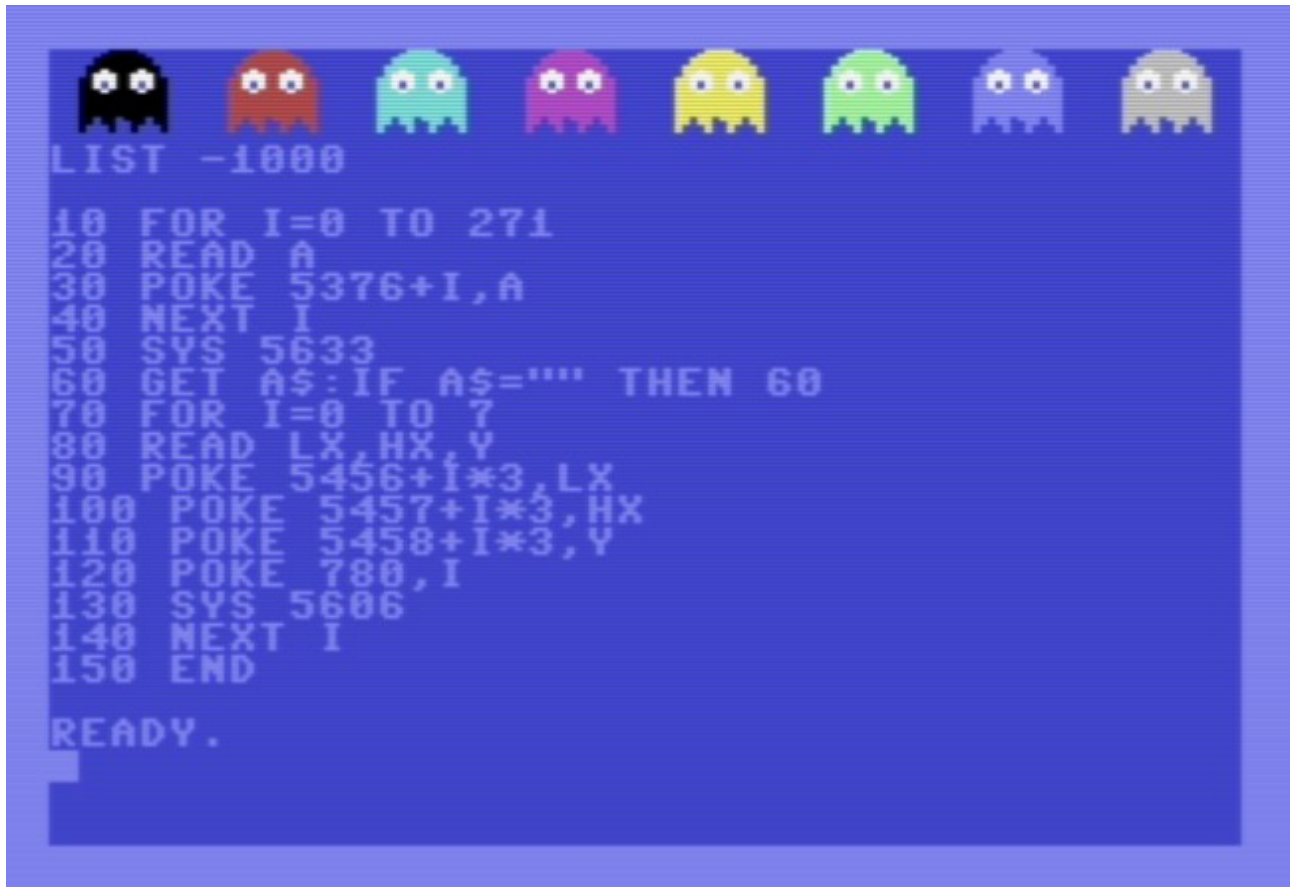 LIST -1000
10 FOR I=0 TO 271
20 READ A
30 POKE 5376+I,A
40 NEXT I
50 SYS 5633
60 GET A$:IF A$="" THEN 60
70 FOR I=0 TO 7
80 READ LX,HX,Y
90 POKE 5456+I*3,LX
100 POKE 5457+I*3,HX
110 POKE 5458+I*3,Y
120 POKE 780,I
130 SYS 5606
140 NEXT I
150 END
READY.